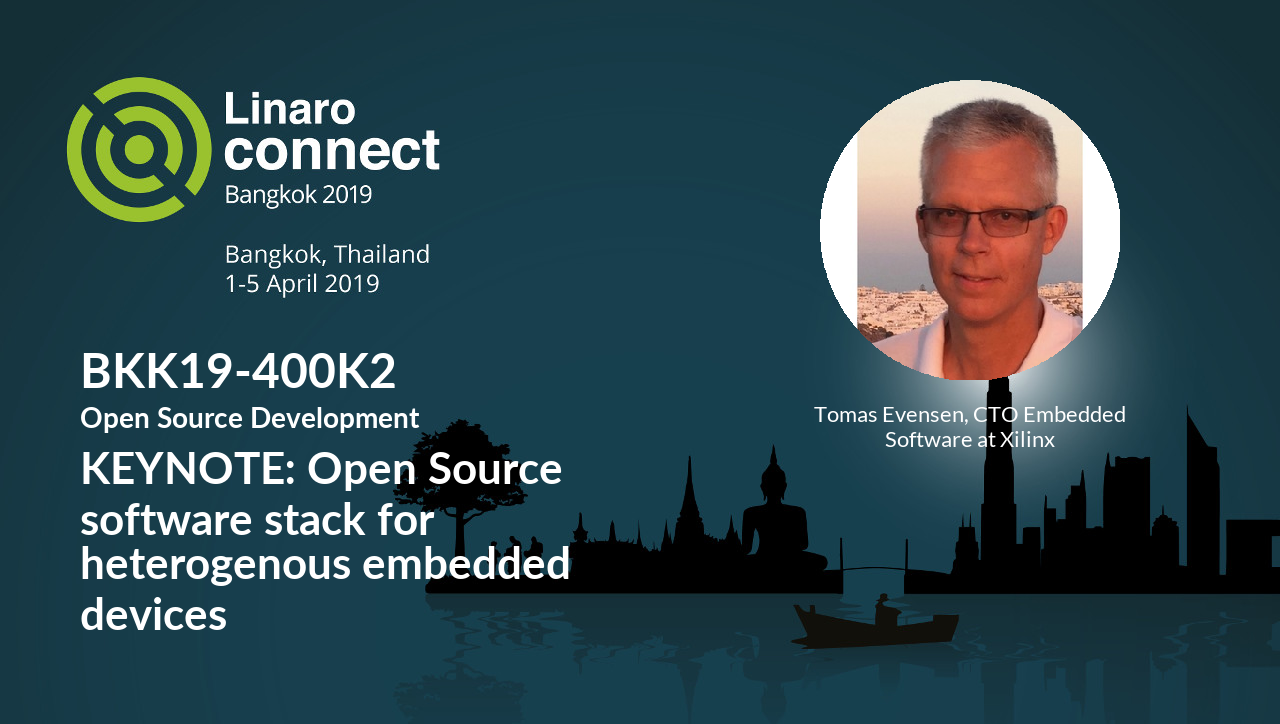 Linaro
connect
Bangkok 2019
Bangkok, Thailand
1-5 April 2019
BKK19-400K2
Open Source Development
KEYNOTE: Open Source
software stack for
heterogenous embedded
devices
Tomas Evensen, CTO Embedded
Software at Xilinx